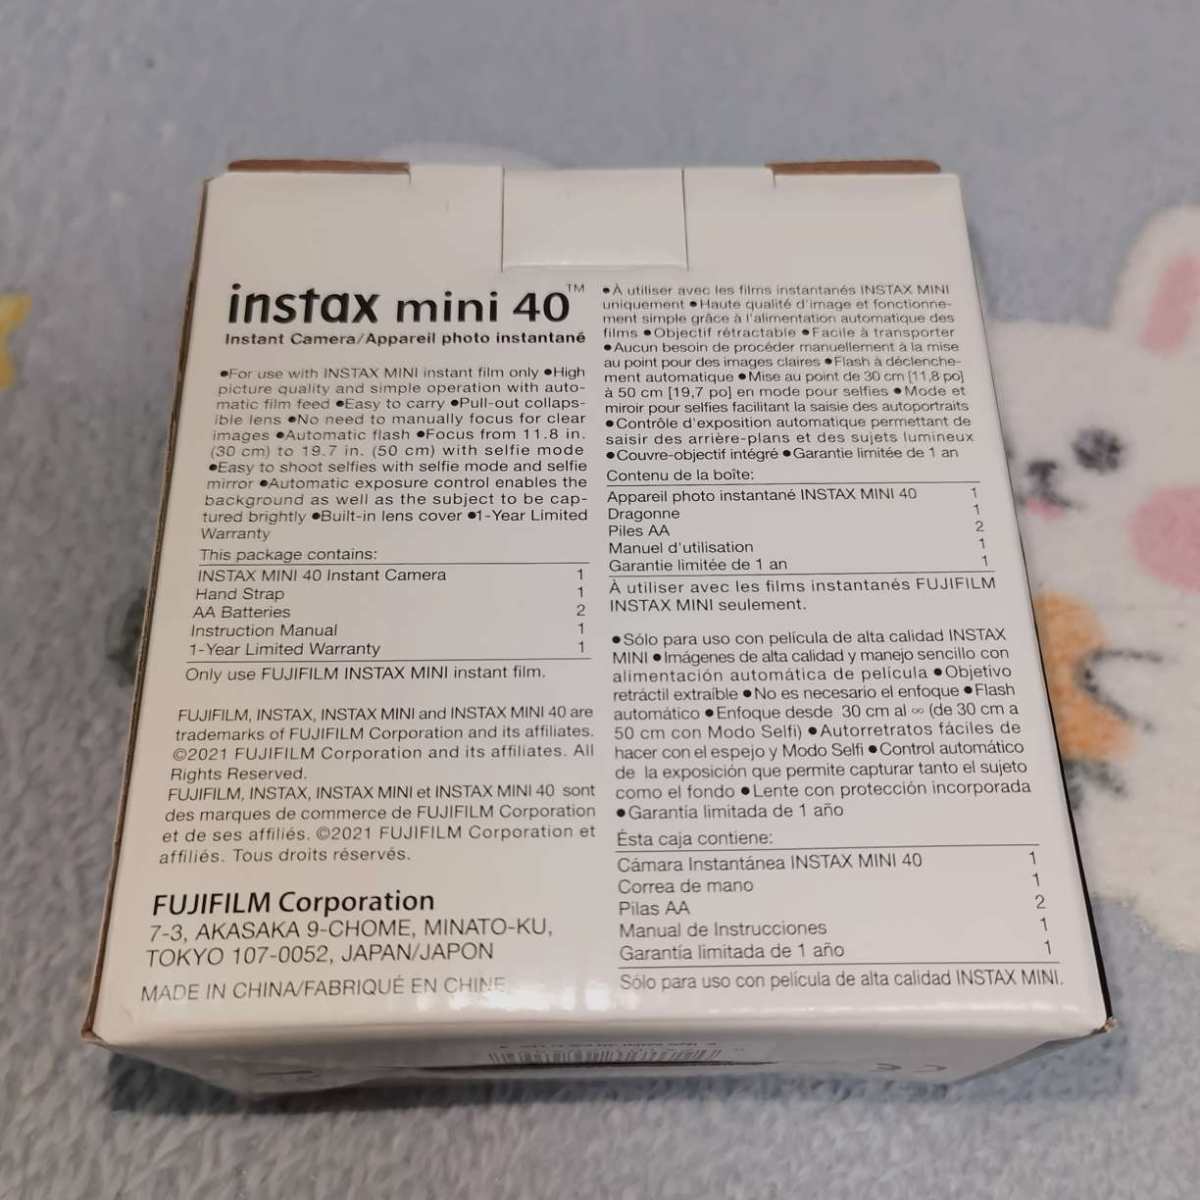 instax mini 40™
Instant Camera/Appareil photo instantané
●For use with INSTAX MINI instant film only ●High
picture quality and simple operation with auto-
matic film feed ●Easy to carry ●Pull-out collaps-
ible lens ●No need to manually focus for clear
images ●Automatic flash ●Focus from 11.8 in.
(30 cm) to 19.7 in. (50 cm) with selfie mode
●Easy to shoot selfies with selfie mode and selfie
mirror ●Automatic exposure control enables the
background as well as the subject to be cap-
tured brightly ●Built-in lens cover ●1-Year Limited
Warranty
This package contains:
INSTAX MINI 40 Instant Camera 1
Hand Strap 1
AA Batteries 2
Instruction Manual 1
1-Year Limited Warranty 1
Only use FUJIFILM INSTAX MINI instant film.
FUJIFILM, INSTAX, INSTAX MINI and INSTAX MINI 40 are
trademarks of FUJIFILM Corporation and its affiliates.
©2021 FUJIFILM Corporation and its affiliates. All
Rights Reserved.
FUJIFILM, INSTAX, INSTAX MINI et INSTAX MINI 40 sont
des marques de commerce de FUJIFILM Corporation
et de ses affiliés. ©2021 FUJIFILM Corporation et
affiliés. Tous droits réservés.
FUJIFILM Corporation
7-3, AKASAKA 9-CHOME, MINATO-KU,
TOKYO 107-0052, JAPAN/JAPON
MADE IN CHINA/FABRIQUÉ EN CHINE
●À utiliser avec les films instantanés INSTAX MINI
uniquement ●Haute qualité d'image et fonctionne-
ment simple grâce à l'alimentation automatique des
films ●Objectif rétractable ●Facile à transporter
●Aucun besoin de procéder manuellement à la mise
au point pour des images claires ●Flash à déclenche-
ment automatique ●Mise au point de 30 cm [11,8 po]
à 50 cm [19,7 po] en mode pour selfies ●Mode et
miroir pour selfies facilitant la saisie des autoportraits
●Contrôle d'exposition automatique permettant de
saisir des arrière-plans et des sujets lumineux
●Couvre-objectif intégré ●Garantie limitée de 1 an
Contenu de la boîte:
Appareil photo instantané INSTAX MINI 40 1
Dragonne 1
Piles AA 2
Manuel d'utilisation 1
Garantie limitée de 1 an 1
À utiliser avec les films instantanés FUJIFILM
INSTAX MINI seulement.
●Sólo para uso con película de alta calidad INSTAX
MINI ●Imágenes de alta calidad y manejo sencillo con
alimentación automática de película ●Objetivo
retráctil extraíble ●No es necesario el enfoque ●Flash
automático ●Enfoque desde 30 cm al ∞ (de 30 cm a
50 cm con Modo Selfi) ●Autorretratos fáciles de
hacer con el espejo y Modo Selfi ●Control automático
de la exposición que permite capturar tanto el sujeto
como el fondo ●Lente con protección incorporada
●Garantía limitada de 1 año
Ésta caja contiene:
Cámara Instantánea INSTAX MINI 40 1
Correa de mano 1
Pilas AA 2
Manual de Instrucciones 1
Garantía limitada de 1 año 1
Sólo para uso con película de alta calidad INSTAX MINI.